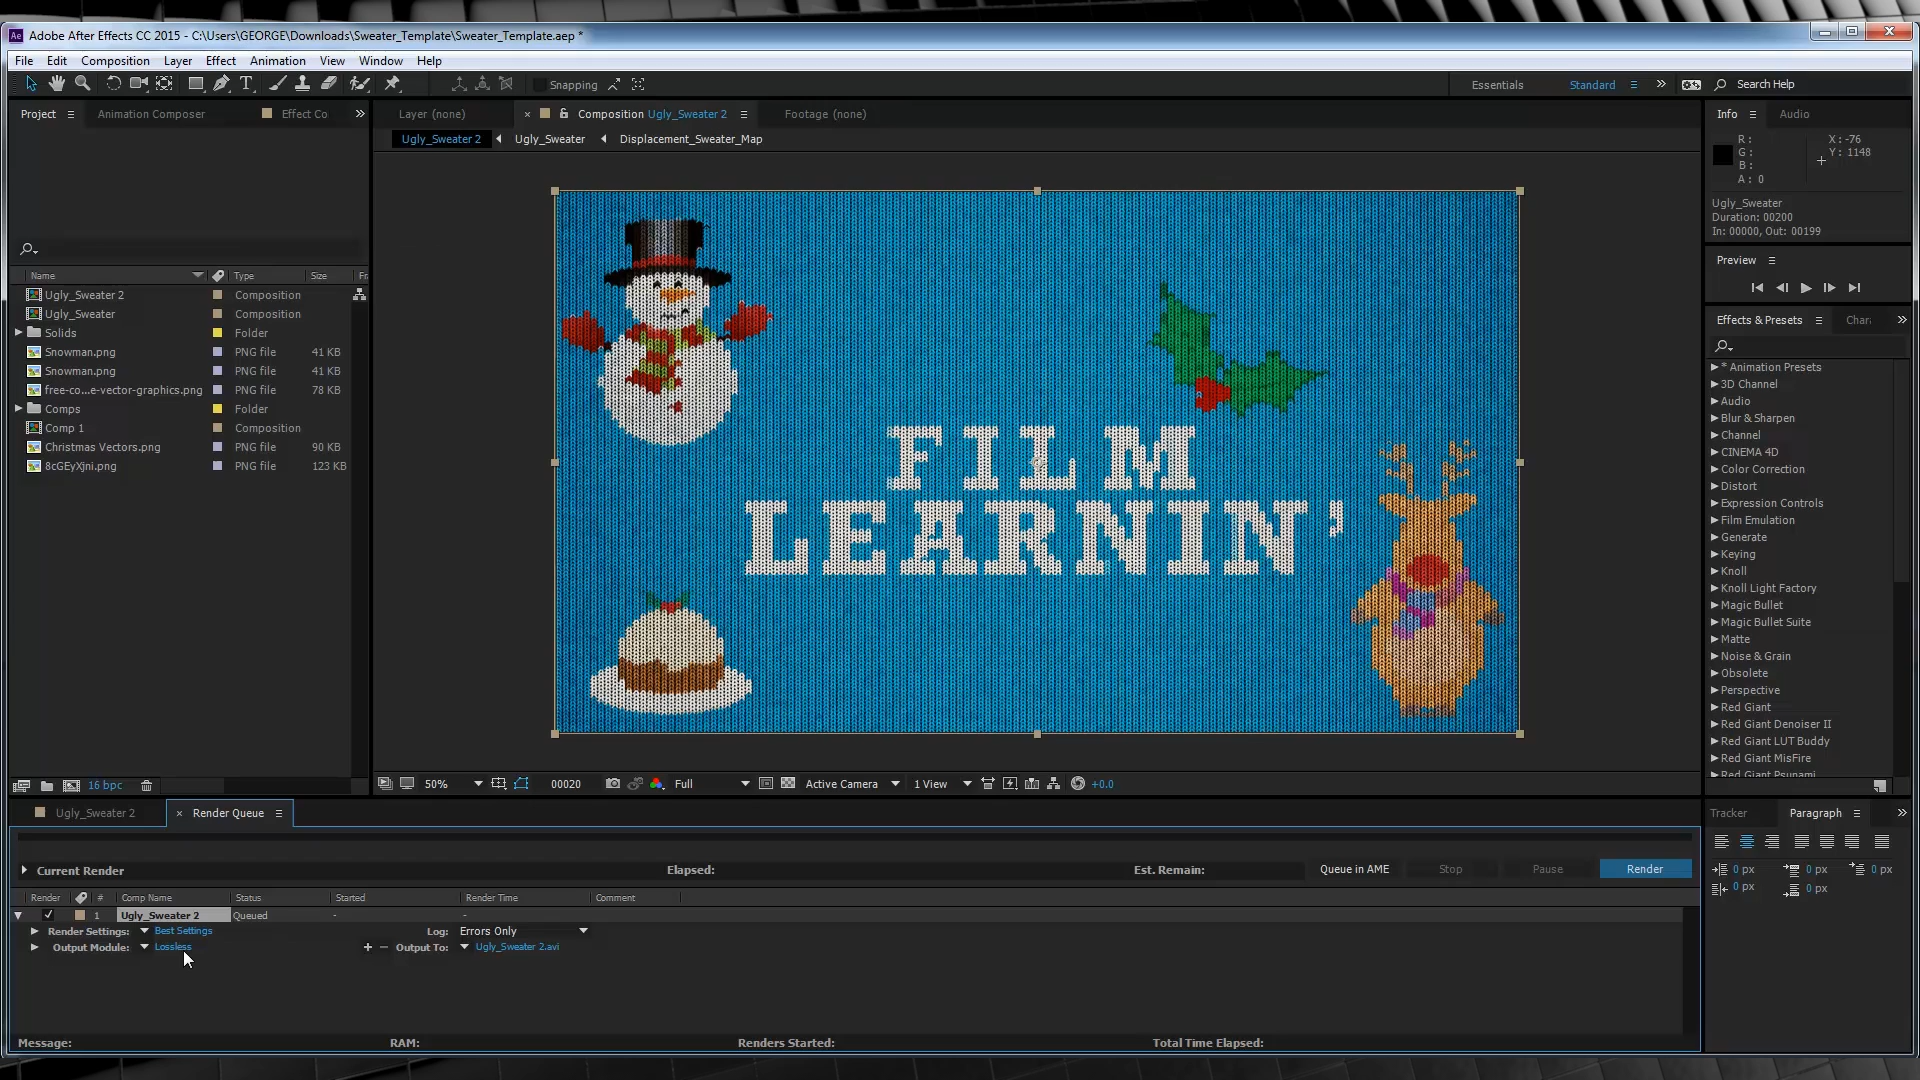 Adobe After Effects CC 2015 - C:\Users\GEORGE\Downloads\Sweater_Template\Sweater_Template.aep *
File Edit Composition Layer Effect Animation View Window Help
Snapping
Essentials Standard Search Help
Project Animation Composer Effect Co
Layer (none) Composition Ugly_Sweater 2 Footage (none)
Info Audio
Ugly_Sweater 2 Ugly_Sweater Displacement_Sweater_Map
R: X: -76
G: Y: 1148
B:
A: 0
Ugly_Sweater
Duration: 00200
In: 00000, Out: 00199
Preview
Effects & Presets Chara
Name Type Size Fr
Ugly_Sweater 2 Composition
Ugly_Sweater Composition
Solids Folder
Snowman.png PNG file 41 KB
Snowman.png PNG file 41 KB
free-co...e-vector-graphics.png PNG file 78 KB
Comps Folder
Comp 1 Composition
Christmas Vectors.png PNG file 90 KB
8cGEyXjni.png PNG file 123 KB
FILM
LEARNIN'
* Animation Presets
3D Channel
Audio
Blur & Sharpen
Channel
CINEMA 4D
Color Correction
Distort
Expression Controls
Film Emulation
Generate
Keying
Knoll
Knoll Light Factory
Magic Bullet
Magic Bullet Suite
Matte
Noise & Grain
Obsolete
Perspective
Red Giant
Red Giant Denoiser II
Red Giant LUT Buddy
Red Giant MisFire
Red Giant Psunami
16 bpc
50% 00020 Full Active Camera 1 View +0.0
Ugly_Sweater 2 Render Queue
Tracker Paragraph
Current Render Elapsed: Est. Remain: Queue in AME Stop Pause Render
0 px 0 px 0 px
0 px 0 px
Render # Comp Name Status Started Render Time Comment
1 Ugly_Sweater 2 Queued - -
Render Settings: Best Settings Log: Errors Only
Output Module: Lossless + − Output To: Ugly_Sweater 2.avi
Message: RAM: Renders Started: Total Time Elapsed: